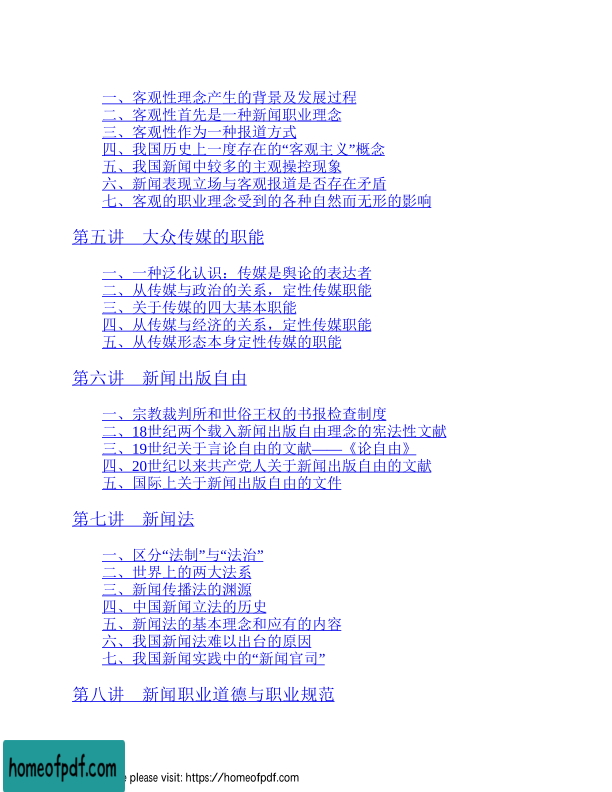 一、客观性理念产生的背景及发展过程
二、客观性首先是一种新闻职业理念
三、客观性作为一种报道方式
四、我国历史上一度存在的“客观主义”概念
五、我国新闻中较多的主观操控现象
六、新闻表现立场与客观报道是否存在矛盾
七、客观的职业理念受到的各种自然而无形的影响
第五讲　大众传媒的职能
一、一种泛化认识：传媒是舆论的表达者
二、从传媒与政治的关系，定性传媒职能
三、关于传媒的四大基本职能
四、从传媒与经济的关系，定性传媒职能
五、从传媒形态本身定性传媒的职能
第六讲　新闻出版自由
一、宗教裁判所和世俗王权的书报检查制度
二、18世纪两个载入新闻出版自由理念的宪法性文献
三、19世纪关于言论自由的文献——《论自由》
四、20世纪以来共产党人关于新闻出版自由的文献
五、国际上关于新闻出版自由的文件
第七讲　新闻法
一、区分“法制”与“法治”
二、世界上的两大法系
三、新闻传播法的渊源
四、中国新闻立法的历史
五、新闻法的基本理念和应有的内容
六、我国新闻法难以出台的原因
七、我国新闻实践中的“新闻官司”
第八讲　新闻职业道德与职业规范
homeofpdf.com
please visit: https://homeofpdf.com